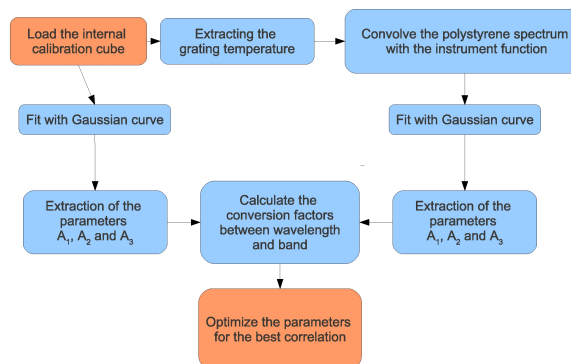 Load the internal
calibration cube
Extracting the
grating temperature
Convolve the polystyrene spectrum
with the instrument function
Fit with Gaussian curve
Fit with Gaussian curve
Extraction of the
parameters
A₁, A₂ and A₃
Calculate the
conversion factors
between wavelength
and band
Extraction of the
parameters
A₁, A₂ and A₃
Optimize the parameters
for the best correlation